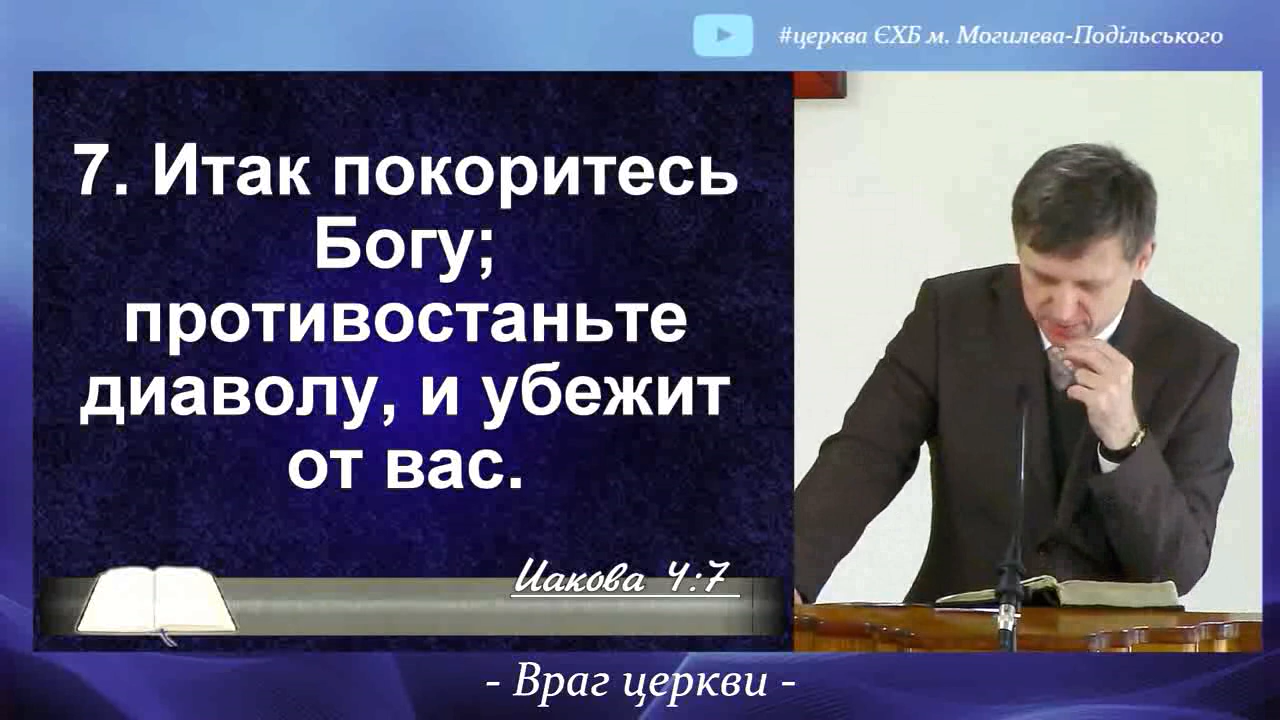 #церква ЄХБ м. Могилева-Подільського
7. Итак покоритесь
Богу;
противостаньте
диаволу, и убежит
от вас.
Иакова 4:7
- Враг церкви -